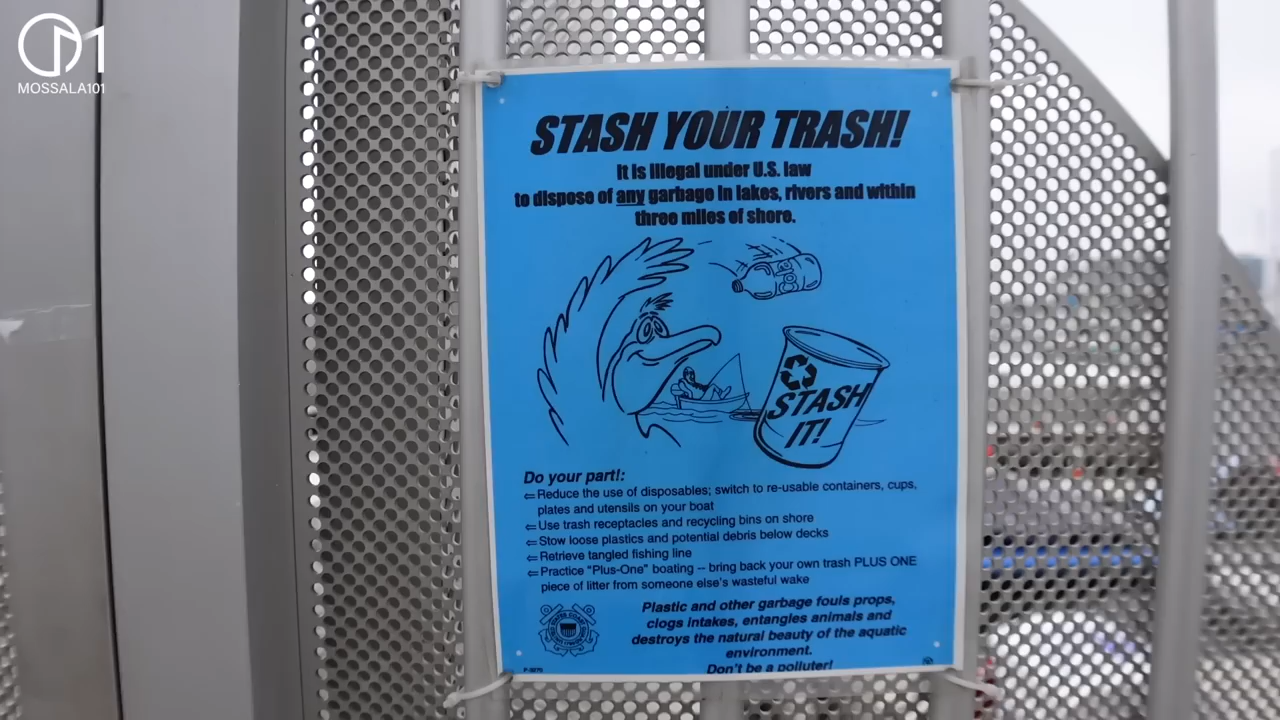 MOSSALA101
STASH YOUR TRASH!
It is illegal under U.S. law
to dispose of any garbage in lakes, rivers and within
three miles of shore.
STASH
IT!
Do your part!:
⇐ Reduce the use of disposables; switch to re-usable containers, cups,
plates and utensils on your boat
⇐ Use trash receptacles and recycling bins on shore
⇐ Stow loose plastics and potential debris below decks
⇐ Retrieve tangled fishing line
⇐ Practice "Plus-One" boating -- bring back your own trash PLUS ONE
piece of litter from someone else's wasteful wake
Plastic and other garbage fouls props,
clogs intakes, entangles animals and
destroys the natural beauty of the aquatic
environment.
Don't be a polluter!